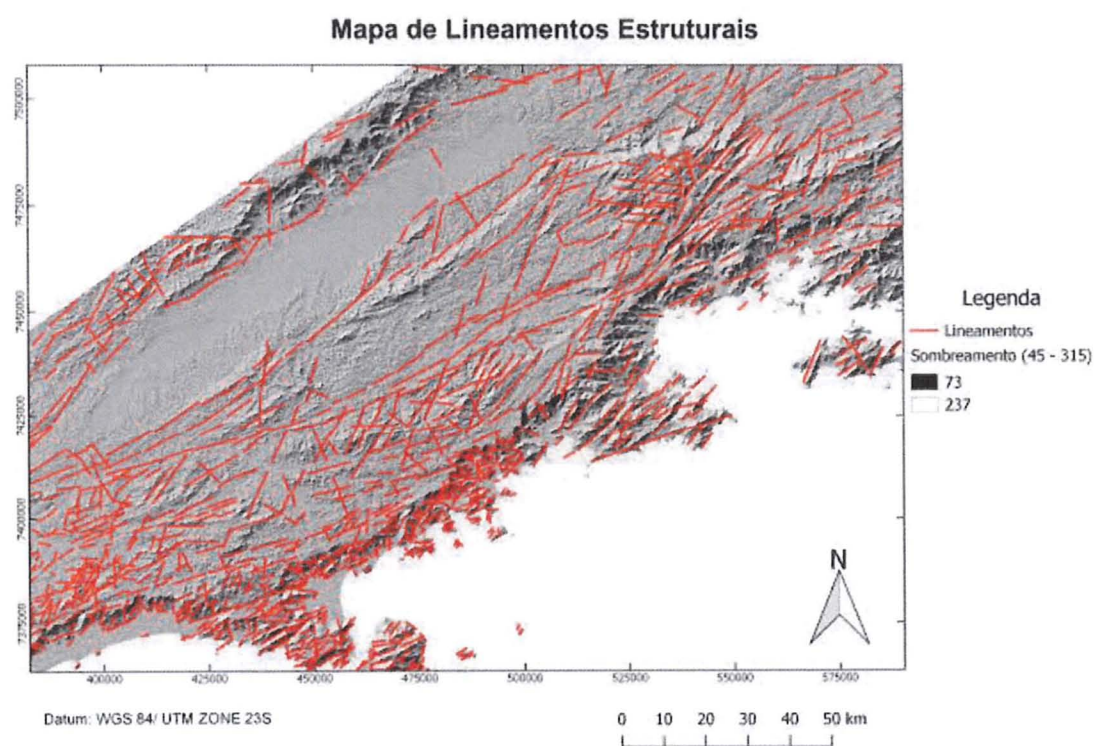 Mapa de Lineamentos Estruturais
7500000
7475000
7450000
7425000
7400000
7375000
400000 425000 450000 475000 500000 525000 550000 575000
Legenda
Lineamentos
Sombreamento (45 - 315)
73
237
N
Datum: WGS 84/ UTM ZONE 23S
0 10 20 30 40 50 km